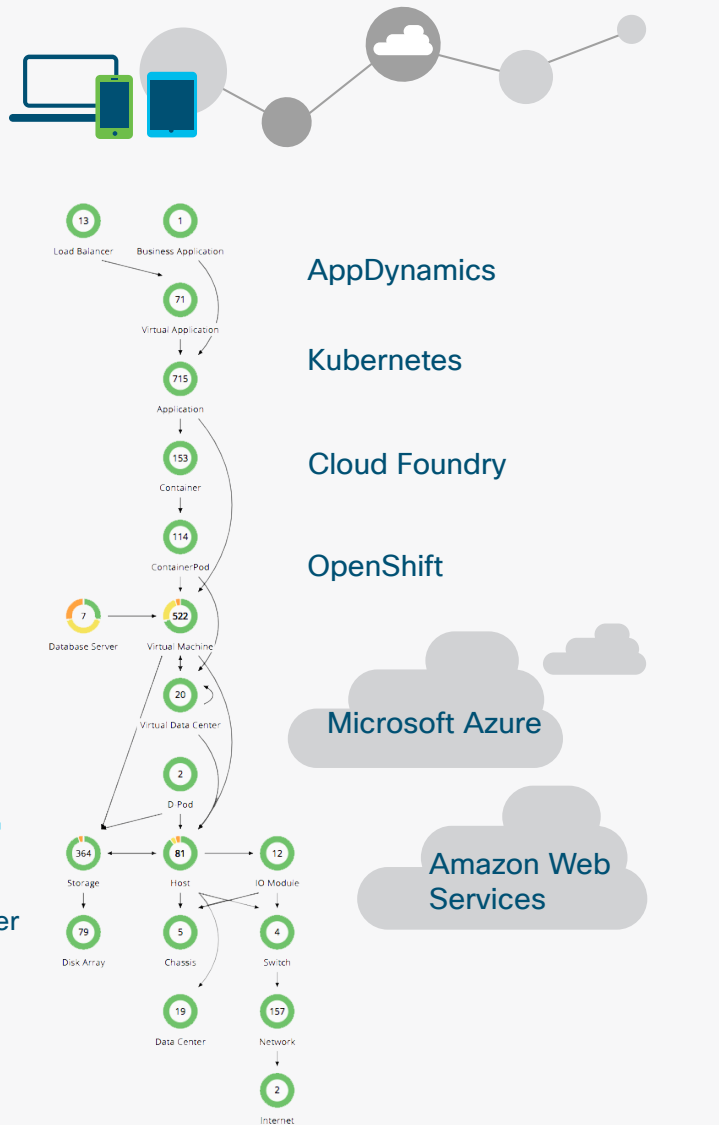 13
1
Load Balancer
Business Application
AppDynamics
71
Virtual Application
Kubernetes
715
Application
153
Cloud Foundry
Container
114
ContainerPod
OpenShift
7
522
Database Server
Virtual Machine
20
Virtual Data Center
Microsoft Azure
2
D-Pod
364
81
12
Storage
Host
IO Module
Amazon Web
Services
er
79
5
4
Disk Array
Chassis
Switch
19
157
Data Center
Network
2
Internet